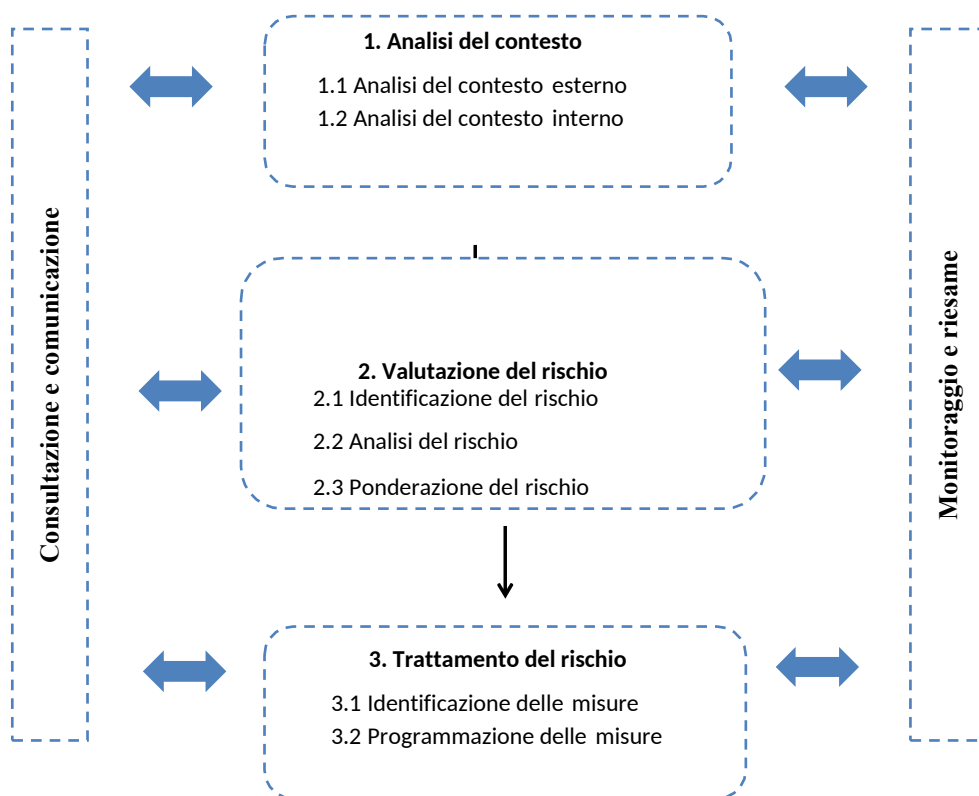 Consultazione e comunicazione
1. Analisi del contesto
1.1 Analisi del contesto esterno
1.2 Analisi del contesto interno
2. Valutazione del rischio
2.1 Identificazione del rischio
2.2 Analisi del rischio
2.3 Ponderazione del rischio
3. Trattamento del rischio
3.1 Identificazione delle misure
3.2 Programmazione delle misure
Monitoraggio e riesame